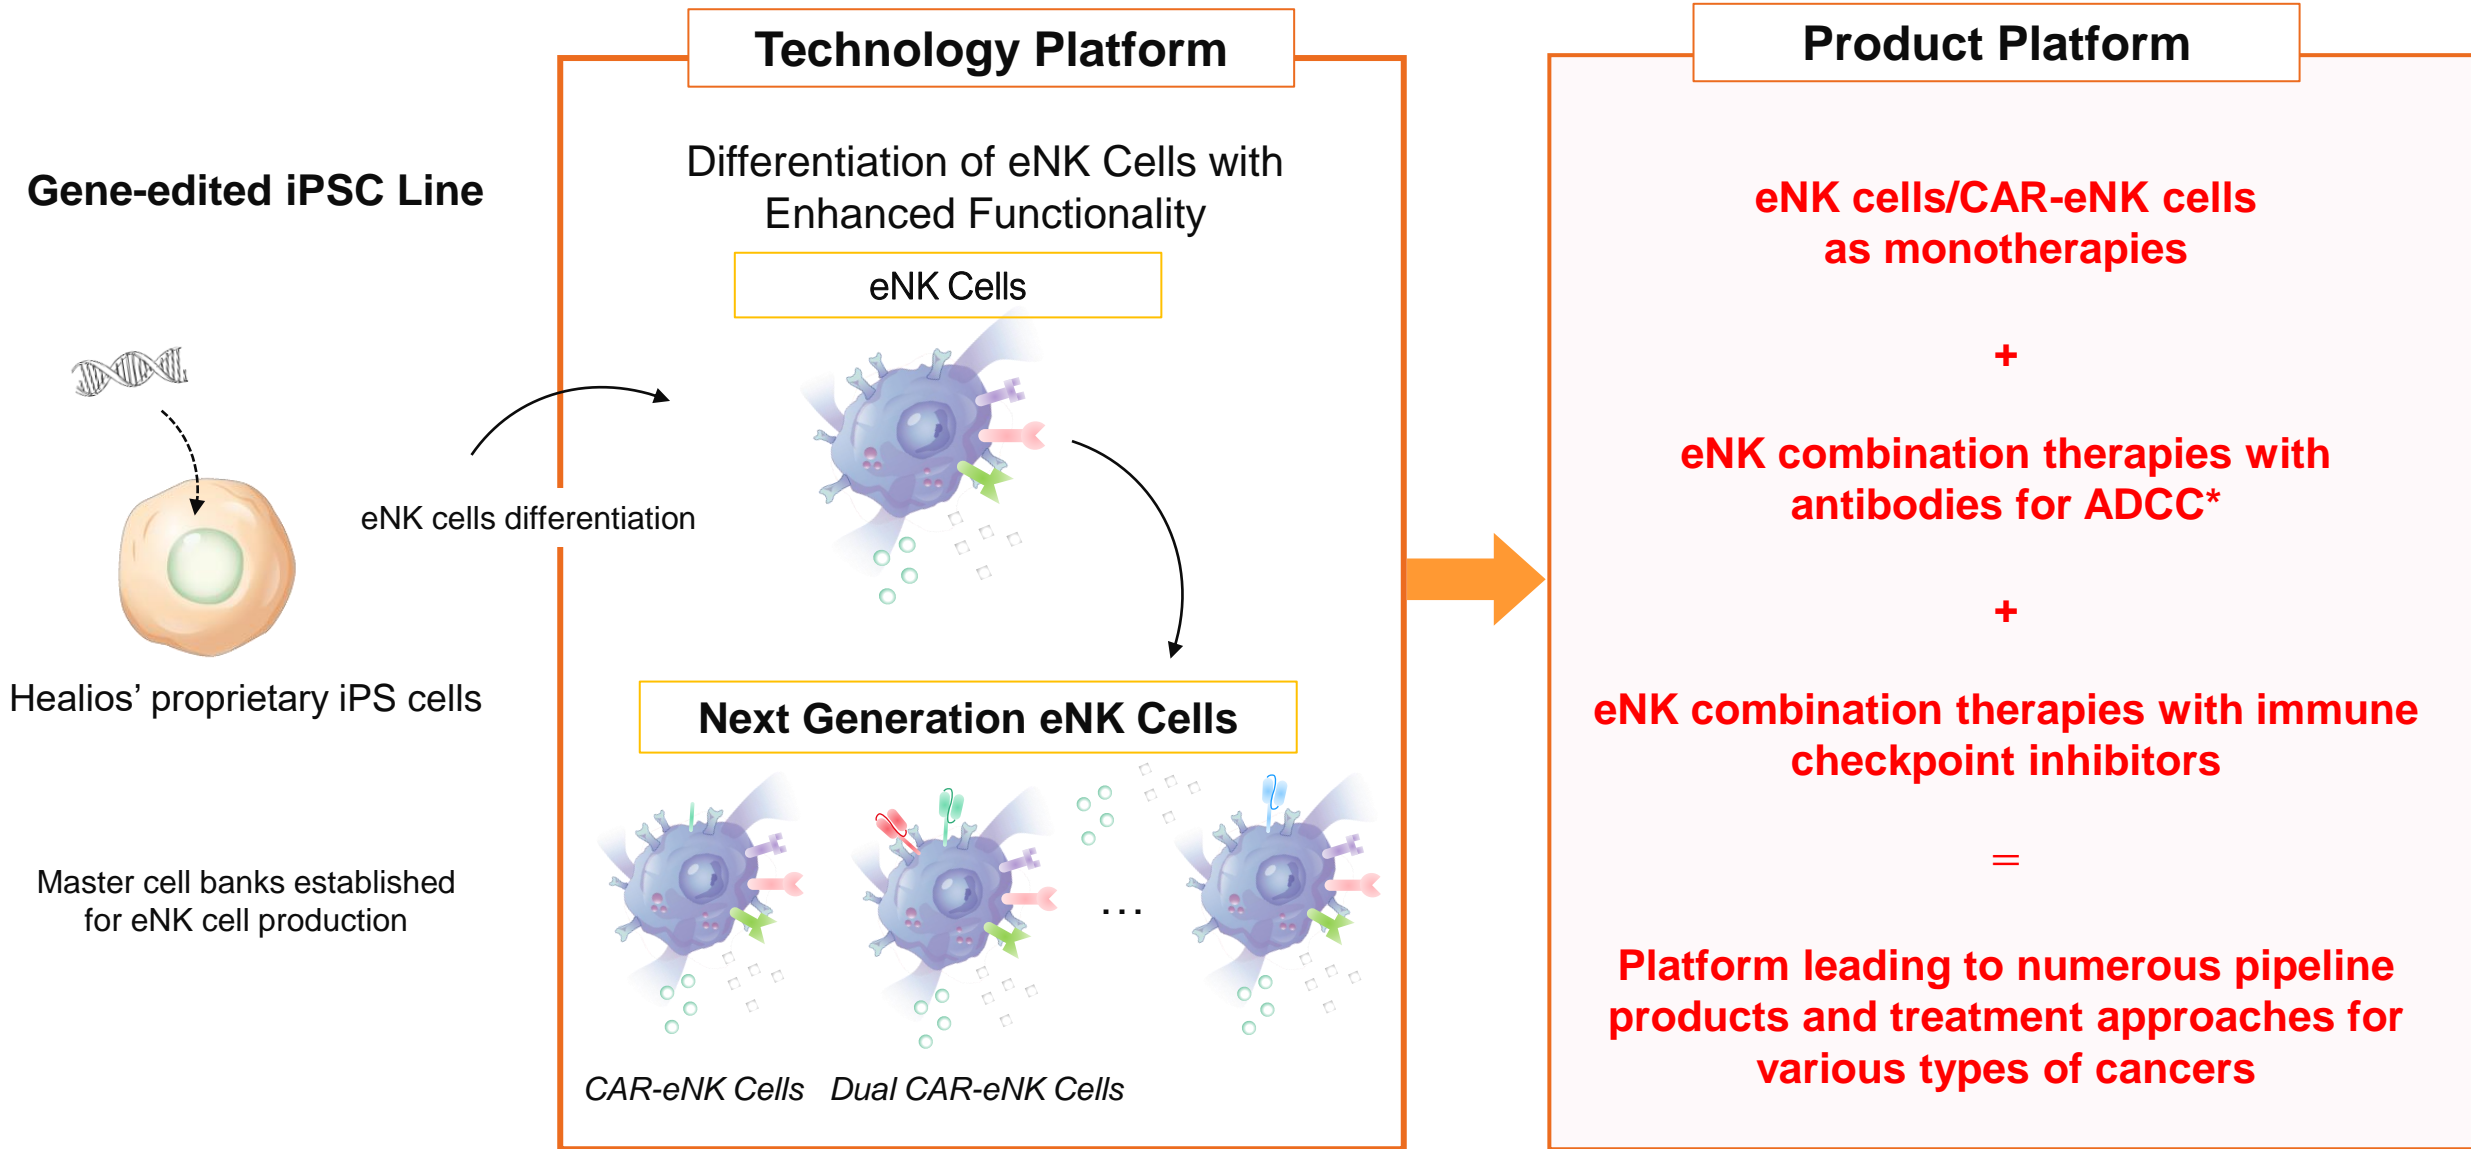 Gene-edited iPSC Line
Healios’ proprietary iPS cells
Master cell banks established
for eNK cell production
eNK cells differentiation
Technology Platform
Differentiation of eNK Cells with
Enhanced Functionality
eNK Cells
Next Generation eNK Cells
...
CAR-eNK Cells
Dual CAR-eNK Cells
Product Platform
eNK cells/CAR-eNK cells
as monotherapies
+
eNK combination therapies with
antibodies for ADCC*
+
eNK combination therapies with immune
checkpoint inhibitors
=
Platform leading to numerous pipeline
products and treatment approaches for
various types of cancers